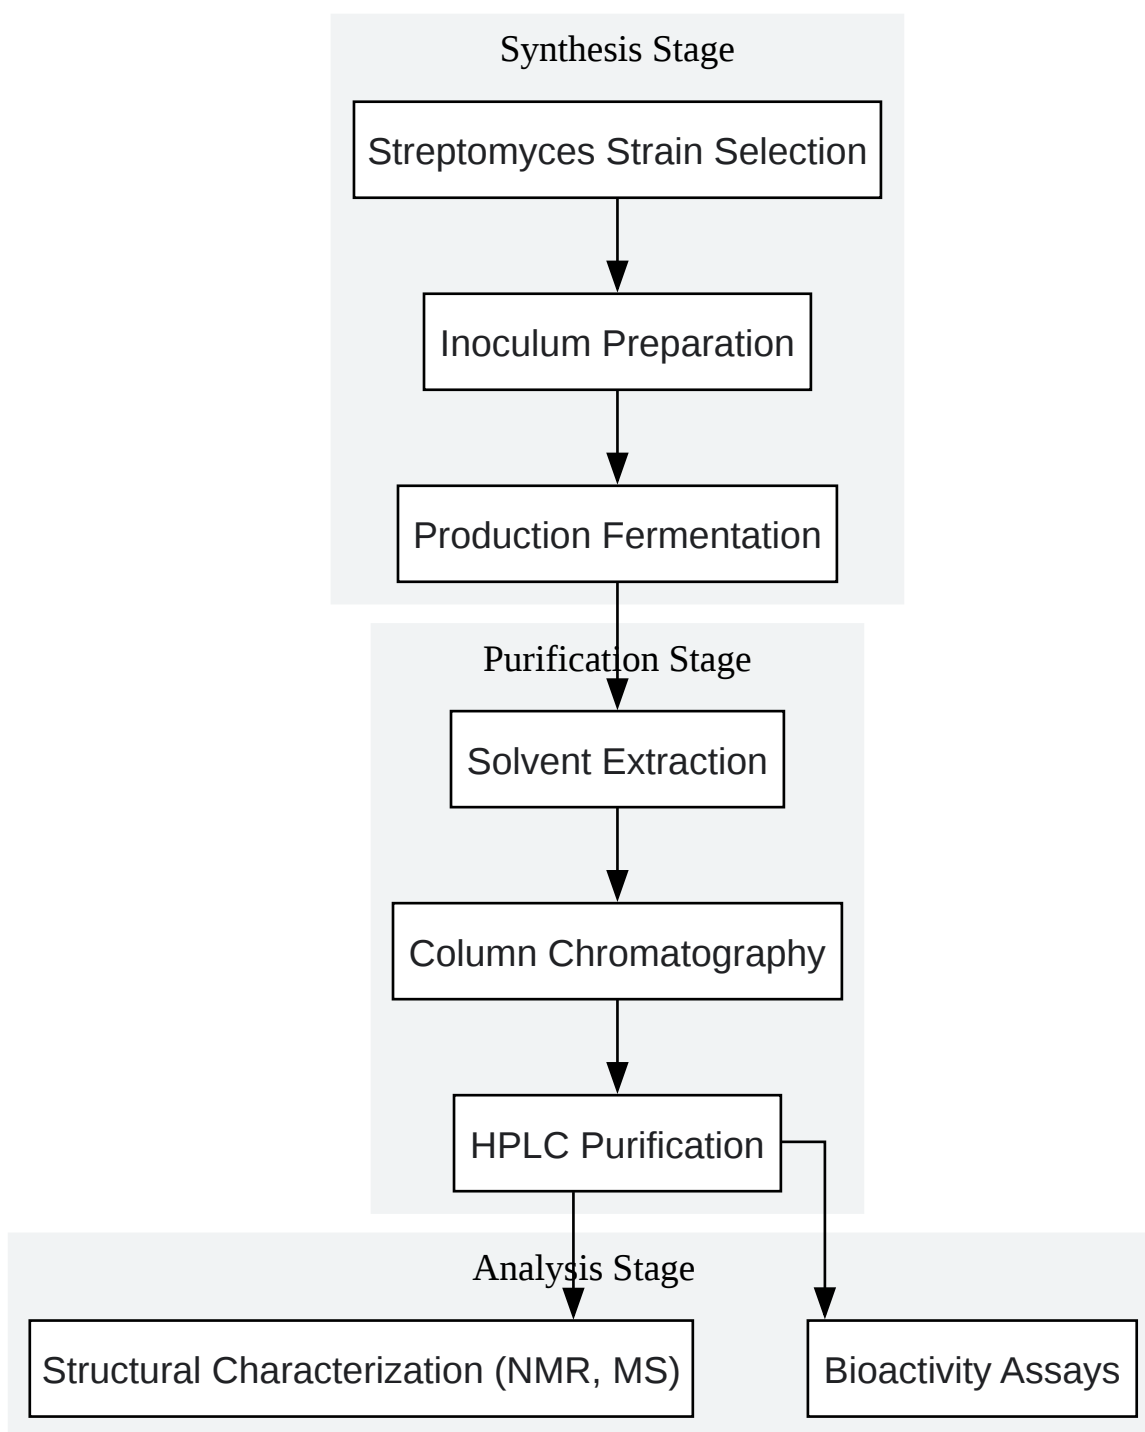 Synthesis Stage
Streptomyces Strain Selection
Inoculum Preparation
Production Fermentation
Purification Stage
Solvent Extraction
Column Chromatography
HPLC Purification
Analysis Stage
Structural Characterization (NMR, MS)
Bioactivity Assays